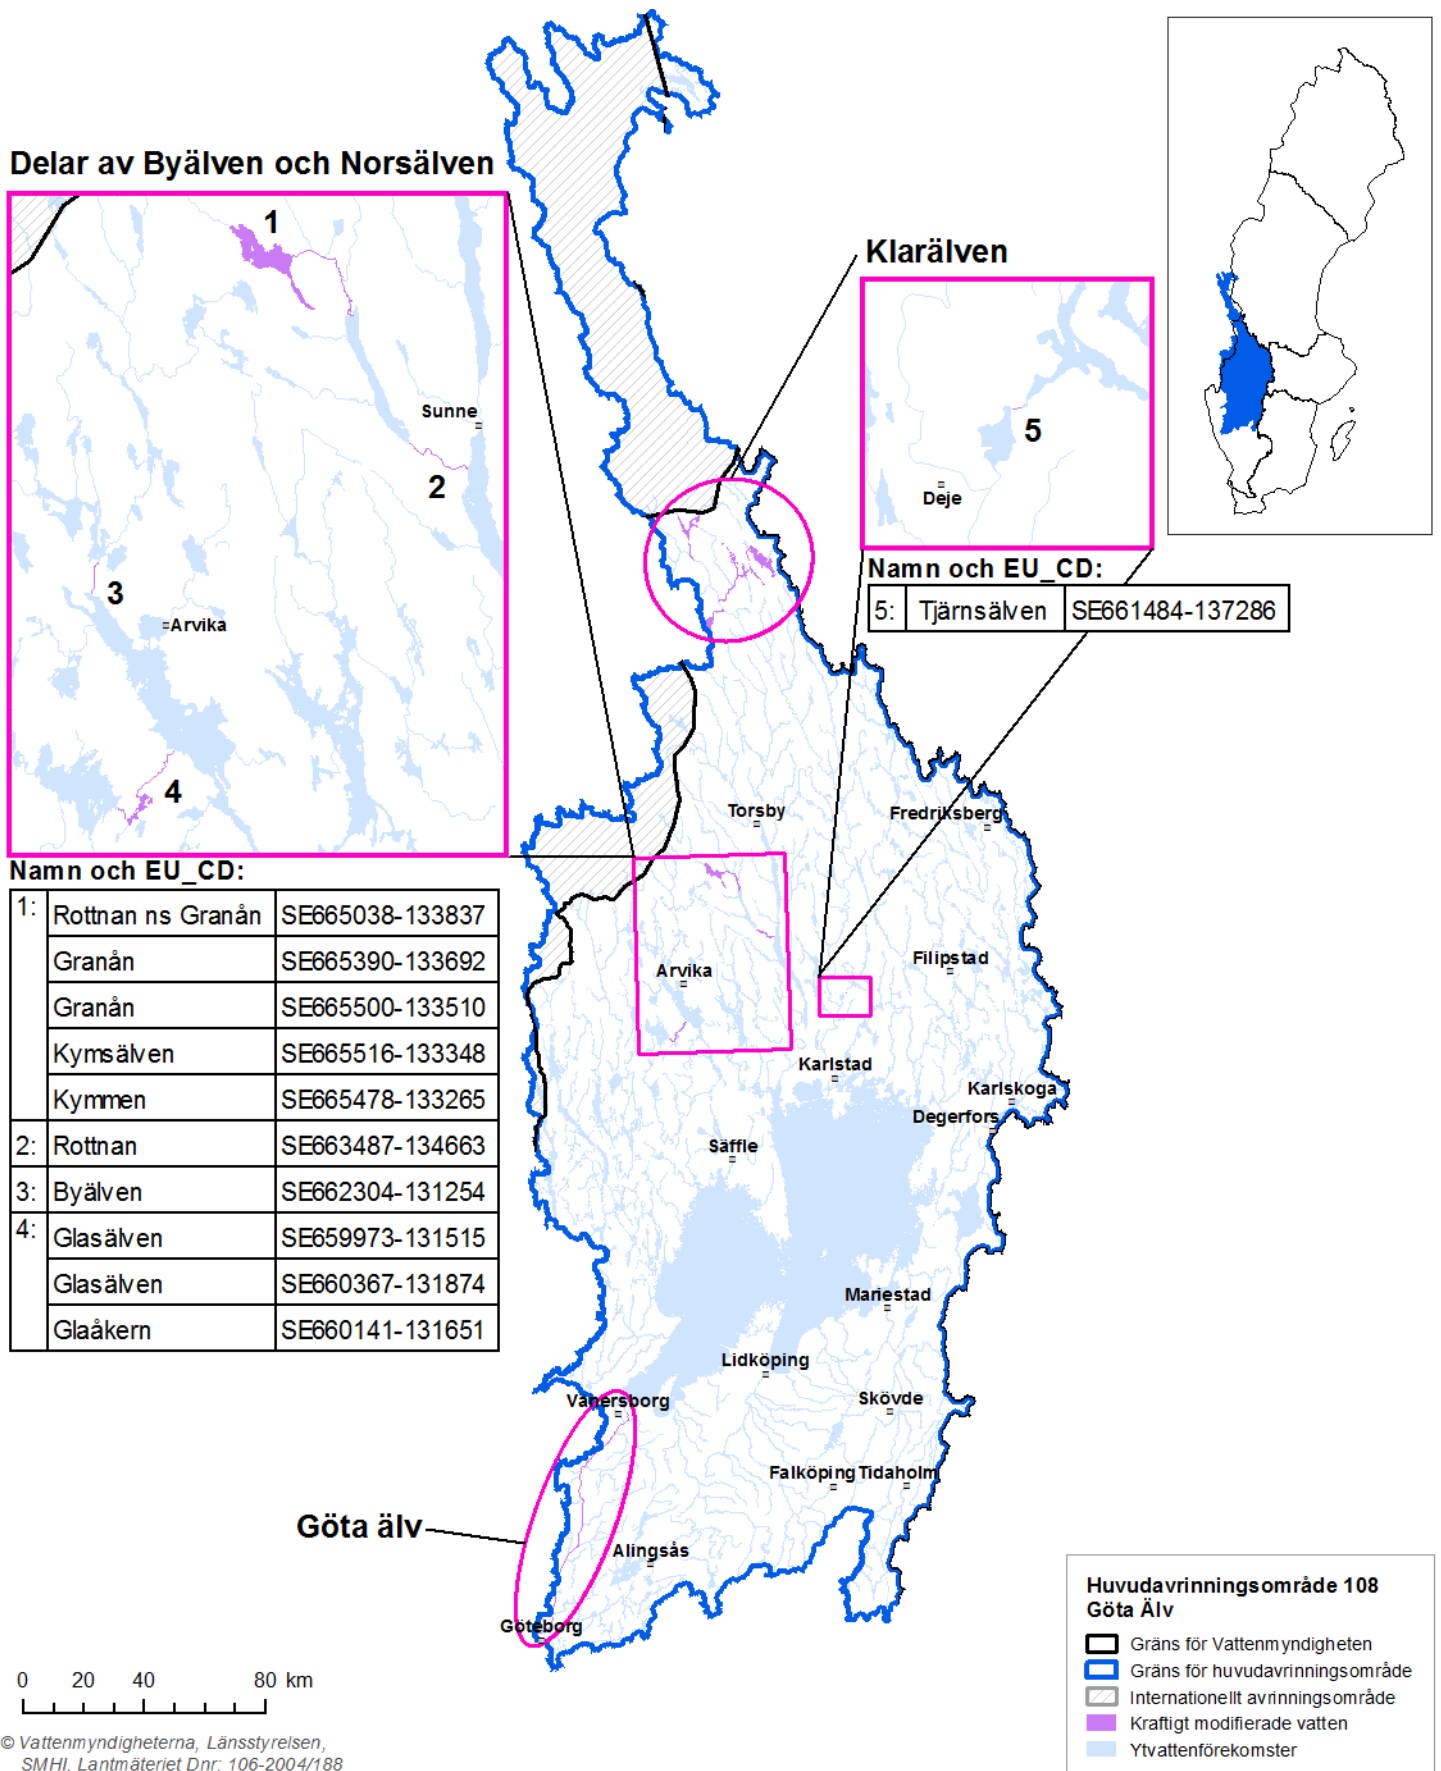 Delar av Byälven och Norsälven
1
Sunne
2
3
Arvika
4
Namn och EU_CD:
1: Rottnan ns Granån SE665038-133837
Granån SE665390-133692
Granån SE665500-133510
Kymsälven SE665516-133348
Kymmen SE665478-133265
2: Rottnan SE663487-134663
3: Byälven SE662304-131254
4: Glasälven SE659973-131515
Glasälven SE660367-131874
Glaåkern SE660141-131651
Klarälven
5
Deje
Namn och EU_CD:
5: Tjärnsälven SE661484-137286
Torsby
Fredriksberg
Arvika
Filipstad
Karlstad
Karlskoga
Degerfors
Säffle
Mariestad
Lidköping
Vänersborg
Skövde
Falköping Tidaholm
Göta älv
Alingsås
Göteborg
0 20 40 80 km
© Vattenmyndigheterna, Länsstyrelsen,
SMHI. Lantmäteriet Dnr: 106-2004/188
Huvudavrinningsområde 108
Göta Älv
Gräns för Vattenmyndigheten
Gräns för huvudavrinningsområde
Internationellt avrinningsområde
Kraftigt modifierade vatten
Ytvattenförekomster